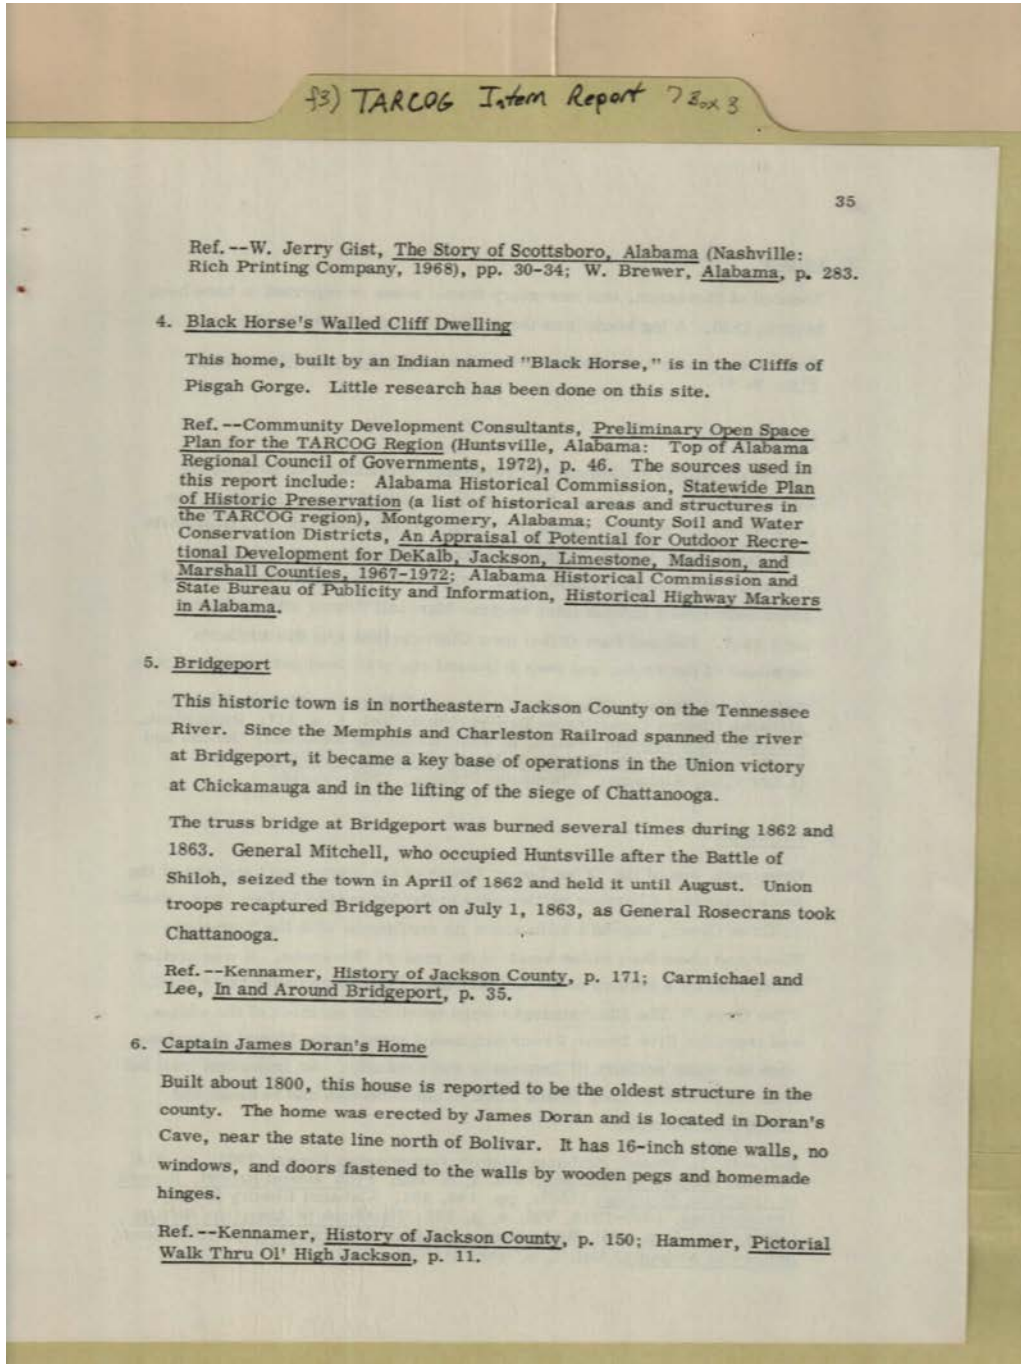 f3) TARCOG Intern Report 7 Box 3
35
Ref.--W. Jerry Gist, The Story of Scottsboro, Alabama (Nashville:
Rich Printing Company, 1968), pp. 30-34; W. Brewer, Alabama, p. 283.
4. Black Horse's Walled Cliff Dwelling
This home, built by an Indian named "Black Horse," is in the Cliffs of
Pisgah Gorge. Little research has been done on this site.
Ref.--Community Development Consultants, Preliminary Open Space
Plan for the TARCOG Region (Huntsville, Alabama: Top of Alabama
Regional Council of Governments, 1972), p. 46. The sources used in
this report include: Alabama Historical Commission, Statewide Plan
of Historic Preservation (a list of historical areas and structures in
the TARCOG region), Montgomery, Alabama; County Soil and Water
Conservation Districts, An Appraisal of Potential for Outdoor Recre-
tional Development for DeKalb, Jackson, Limestone, Madison, and
Marshall Counties, 1967-1972; Alabama Historical Commission and
State Bureau of Publicity and Information, Historical Highway Markers
in Alabama.
5. Bridgeport
This historic town is in northeastern Jackson County on the Tennessee
River. Since the Memphis and Charleston Railroad spanned the river
at Bridgeport, it became a key base of operations in the Union victory
at Chickamauga and in the lifting of the siege of Chattanooga.
The truss bridge at Bridgeport was burned several times during 1862 and
1863. General Mitchell, who occupied Huntsville after the Battle of
Shiloh, seized the town in April of 1862 and held it until August. Union
troops recaptured Bridgeport on July 1, 1863, as General Rosecrans took
Chattanooga.
Ref.--Kennamer, History of Jackson County, p. 171; Carmichael and
Lee, In and Around Bridgeport, p. 35.
6. Captain James Doran's Home
Built about 1800, this house is reported to be the oldest structure in the
county. The home was erected by James Doran and is located in Doran's
Cave, near the state line north of Bolivar. It has 16-inch stone walls, no
windows, and doors fastened to the walls by wooden pegs and homemade
hinges.
Ref.--Kennamer, History of Jackson County, p. 150; Hammer, Pictorial
Walk Thru Ol' High Jackson, p. 11.